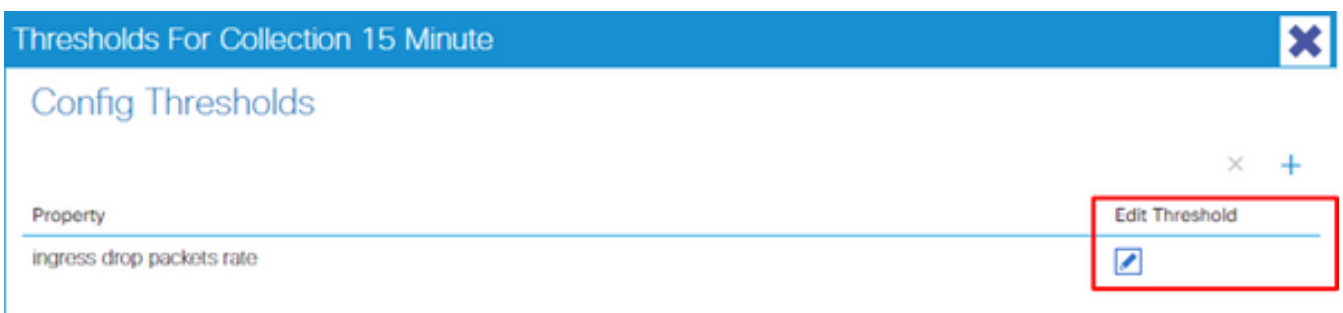 Thresholds For Collection 15 Minute
Config Thresholds
Property
Edit Threshold
ingress drop packets rate